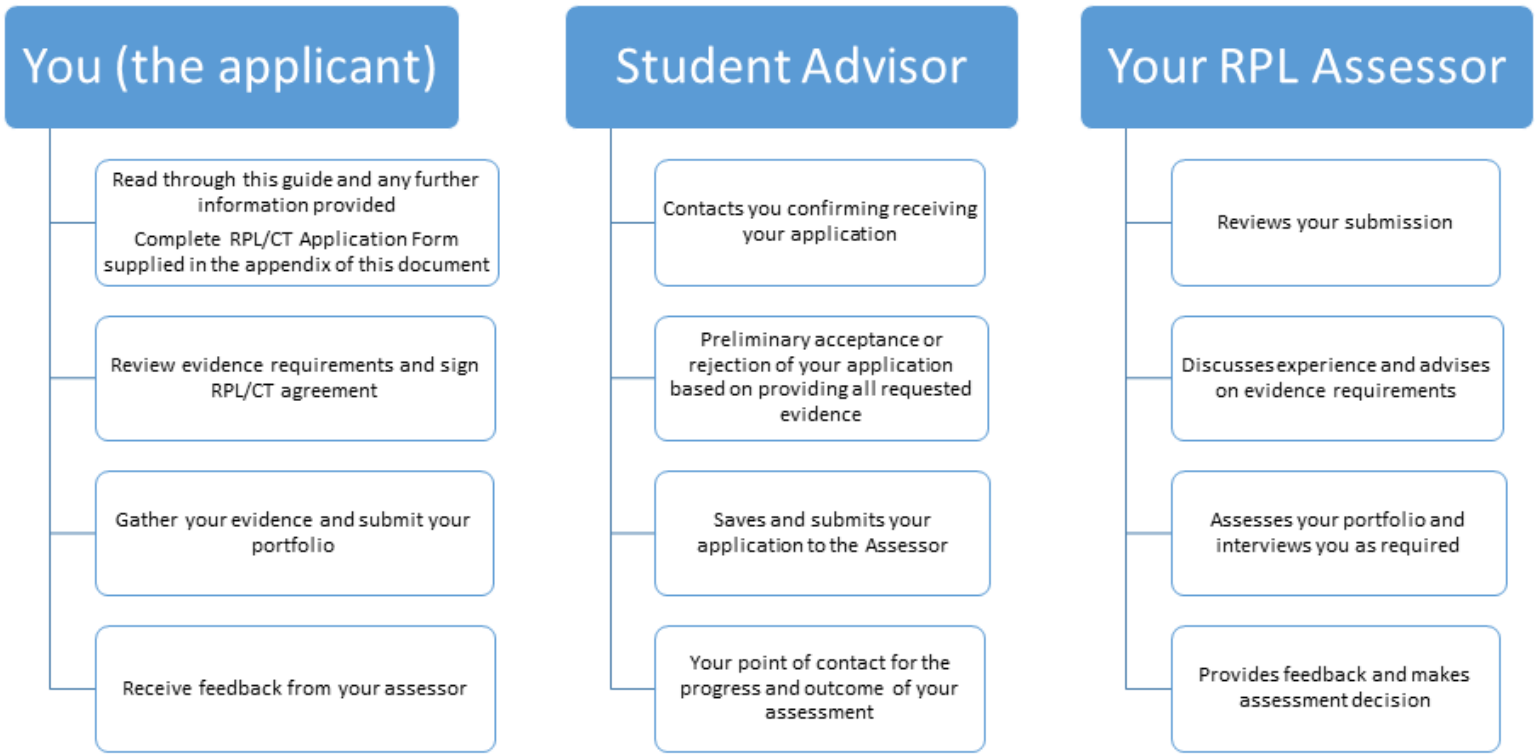 You (the applicant)
Read through this guide and any further
information provided
Complete RPL/CT Application Form
supplied in the appendix of this document
Review evidence requirements and sign
RPL/CT agreement
Gather your evidence and submit your
portfolio
Receive feedback from your assessor
Student Advisor
Contacts you confirming receiving
your application
Preliminary acceptance or
rejection of your application
based on providing all requested
evidence
Saves and submits your
application to the Assessor
Your point of contact for the
progress and outcome of your
assessment
Your RPL Assessor
Reviews your submission
Discusses experience and advises
on evidence requirements
Assesses your portfolio and
interviews you as required
Provides feedback and makes
assessment decision